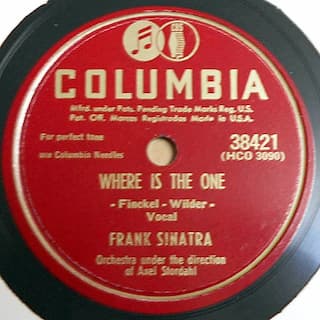 CBS
COLUMBIA
Mfrd. under Pats. Pending Trade Marks Reg. U.S.
Pat. Off. Marcas Registradas Made in U.S.A.
For perfect tone
use Columbia Needles
38421
(HCO 3090)
WHERE IS THE ONE
- Finckel - Wilder -
Vocal
FRANK SINATRA
Orchestra under the direction
of Axel Stordahl